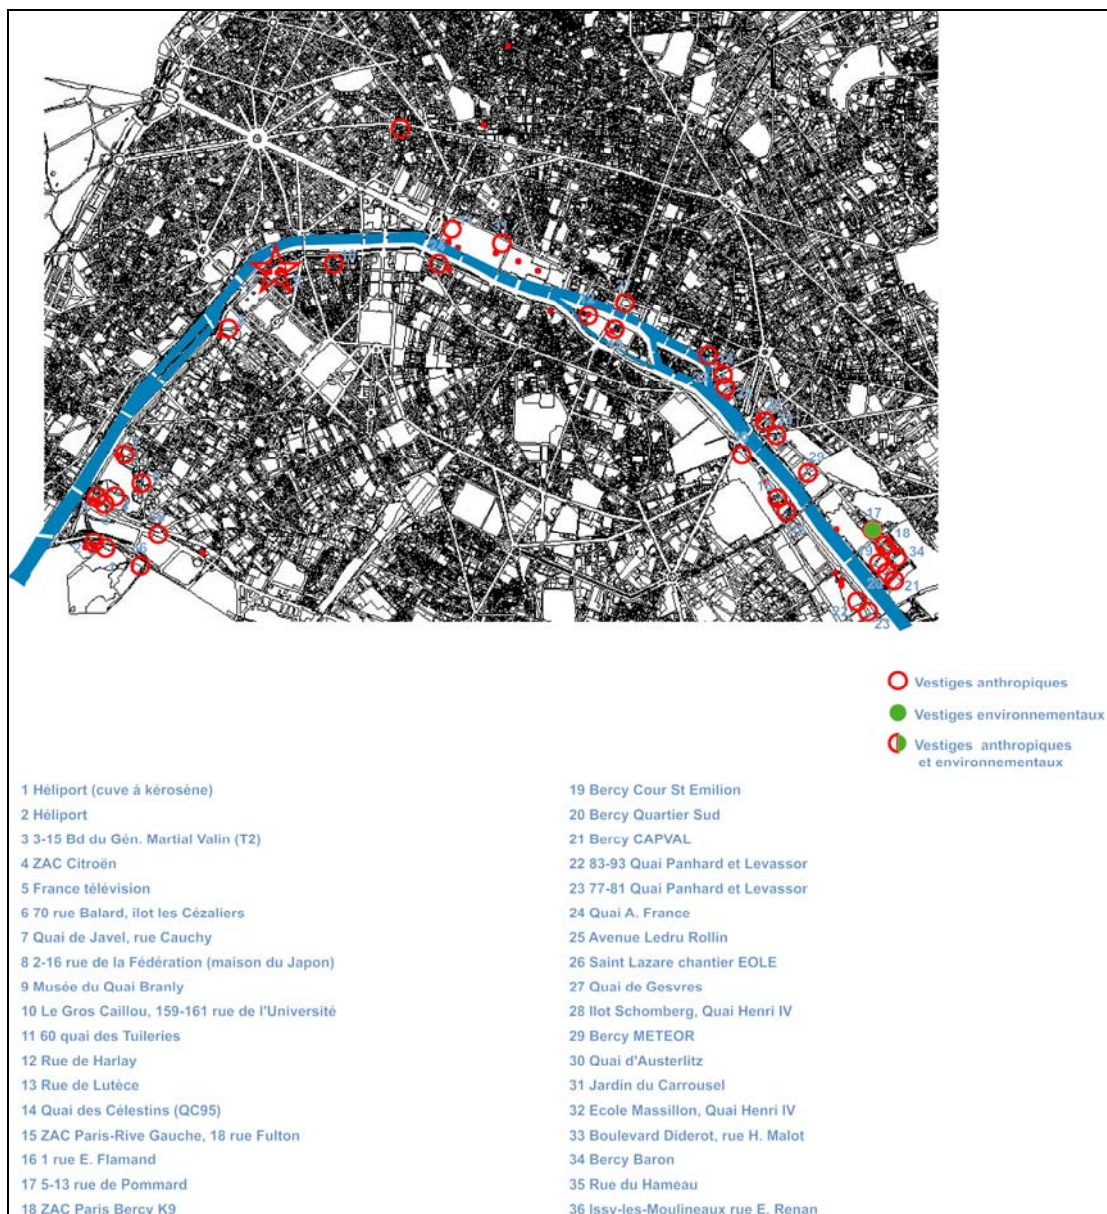 29
17
18
34
19
20
21
22
23
Vestiges anthropiques
Vestiges environnementaux
Vestiges anthropiques
et environnementaux
1 Héliport (cuve à kérosène)
2 Héliport
3 3-15 Bd du Gén. Martial Valin (T2)
4 ZAC Citroën
5 France télévision
6 70 rue Balard, îlot les Cézaliers
7 Quai de Javel, rue Cauchy
8 2-16 rue de la Fédération (maison du Japon)
9 Musée du Quai Branly
10 Le Gros Caillou, 159-161 rue de l'Université
11 60 quai des Tuileries
12 Rue de Harlay
13 Rue de Lutèce
14 Quai des Célestins (QC95)
15 ZAC Paris-Rive Gauche, 18 rue Fulton
16 1 rue E. Flamand
17 5-13 rue de Pommard
18 ZAC Paris Bercy K9
19 Bercy Cour St Emilion
20 Bercy Quartier Sud
21 Bercy CAPVAL
22 83-93 Quai Panhard et Levassor
23 77-81 Quai Panhard et Levassor
24 Quai A. France
25 Avenue Ledru Rollin
26 Saint Lazare chantier EOLE
27 Quai de Gesvres
28 Ilot Schomberg, Quai Henri IV
29 Bercy METEOR
30 Quai d'Austerlitz
31 Jardin du Carrousel
32 Ecole Massillon, Quai Henri IV
33 Boulevard Diderot, rue H. Malot
34 Bercy Baron
35 Rue du Hameau
36 Issy-les-Moulineaux rue E. Renan